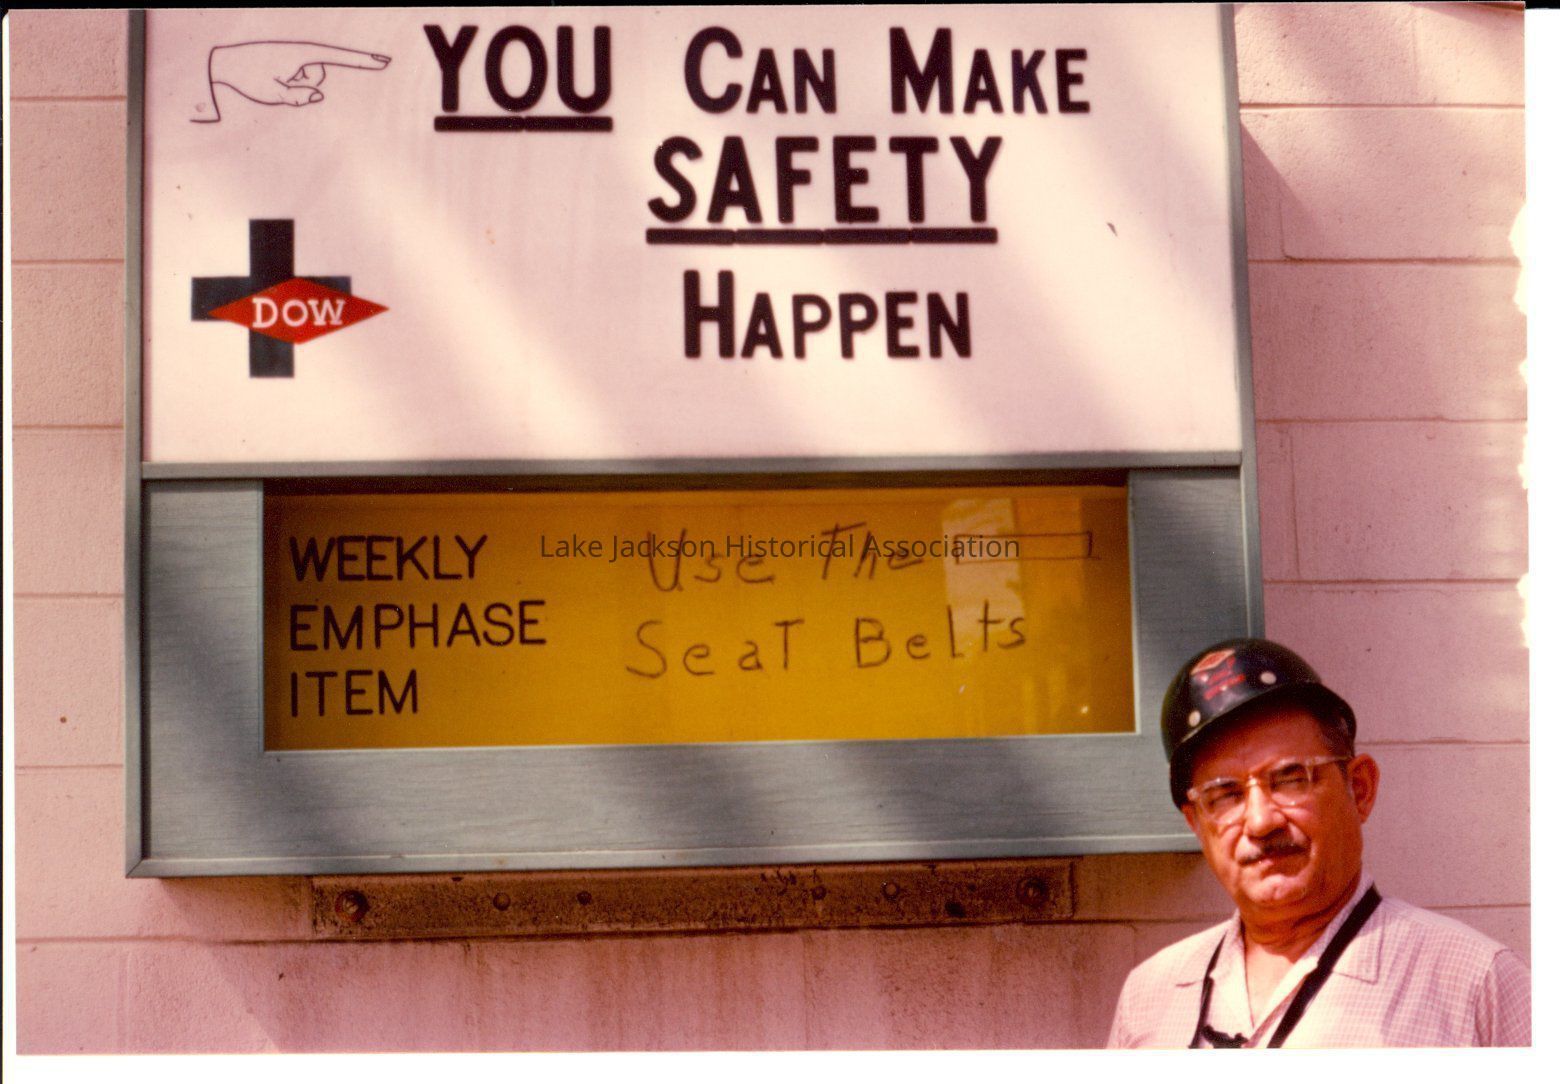 YOU CAN MAKE
SAFETY
HAPPEN
DOW
WEEKLY
EMPHASE
ITEM
Use The
SeaT Belts
Lake Jackson Historical Association